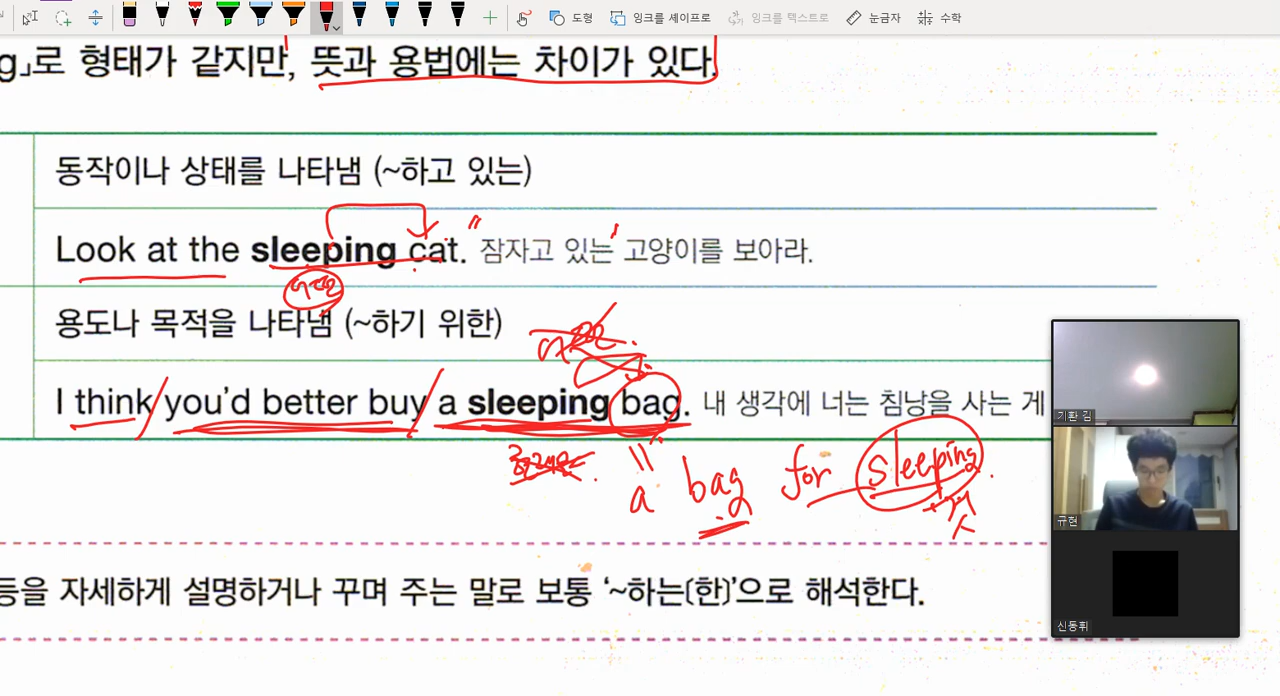 도형 잉크를 셰이프로 잉크를 텍스트로 눈금자 수학
g」로 형태가 같지만, 뜻과 용법에는 차이가 있다.
동작이나 상태를 나타냄 (~하고 있는)
Look at the sleeping cat. "잠자고 있는' 고양이를 보아라.
용도나 목적을 나타냄 (~하기 위한)
I think you'd better buy a sleeping bag. 내 생각에 너는 침낭을 사는 게
a bag for sleeping.
등을 자세하게 설명하거나 꾸며 주는 말로 보통 '~하는(한)'으로 해석한다.
기환 김
규현
신동휘